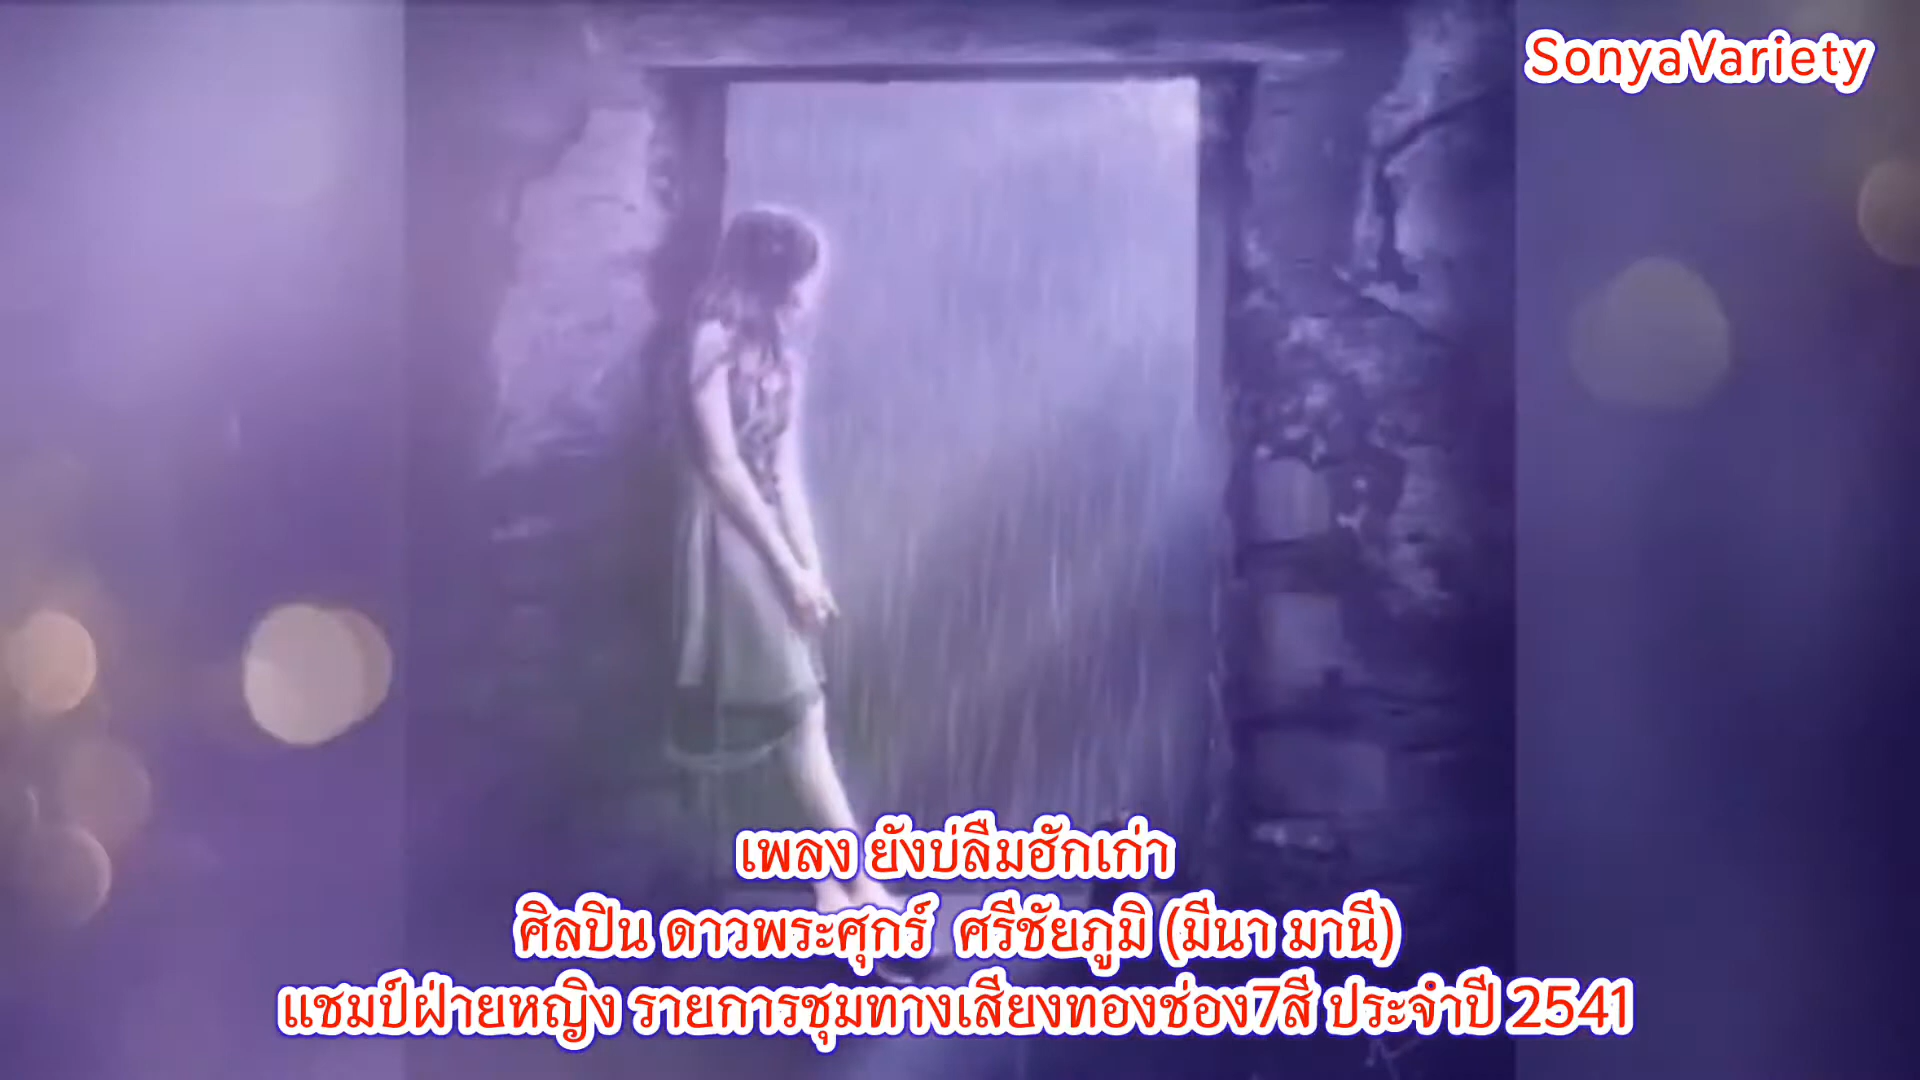 SonyaVariety
เพลง ยังบ่ลืมฮักเก่า
ศิลปิน ดาวพระศุกร์ ศรีชัยภูมิ (มีนา มานี)
แชมป์ฝ่ายหญิง รายการชุมทางเสียงทองช่อง7สี ประจำปี 2541